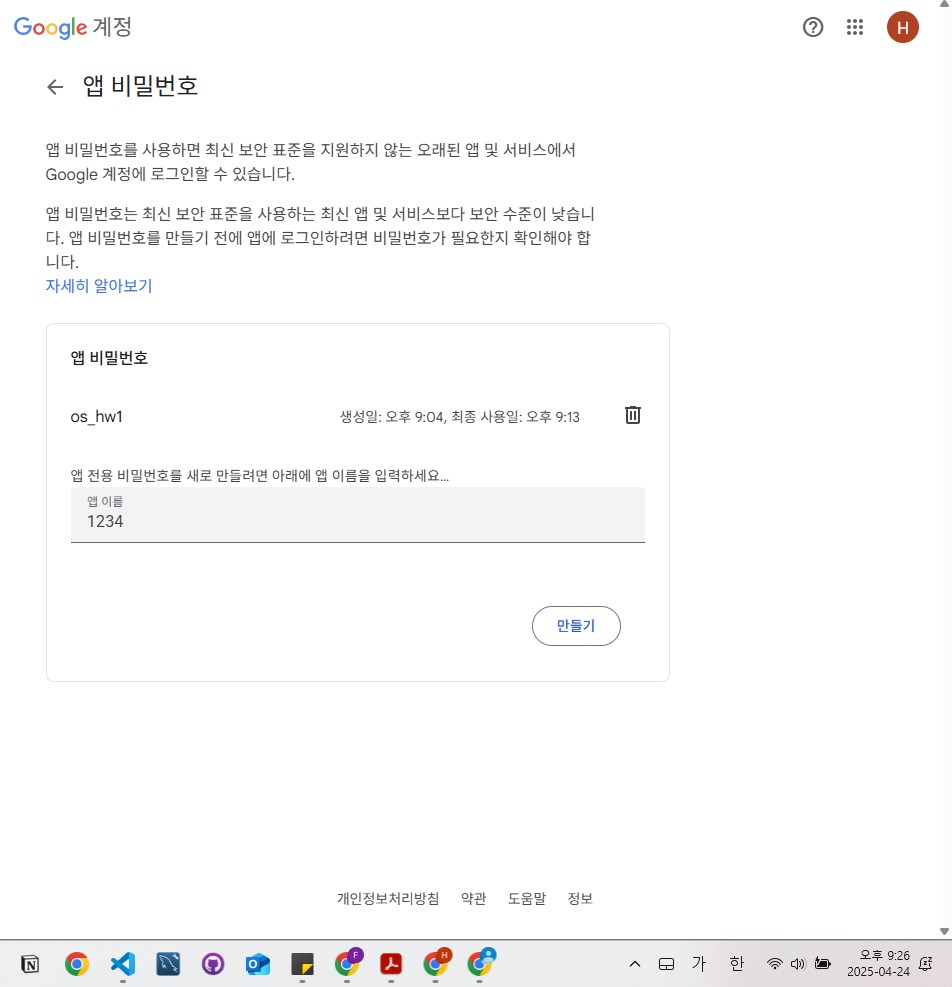 Google 계정
H
앱 비밀번호
앱 비밀번호를 사용하면 최신 보안 표준을 지원하지 않는 오래된 앱 및 서비스에서
Google 계정에 로그인할 수 있습니다.
앱 비밀번호는 최신 보안 표준을 사용하는 최신 앱 및 서비스보다 보안 수준이 낮습니
다. 앱 비밀번호를 만들기 전에 앱에 로그인하려면 비밀번호가 필요한지 확인해야 합
니다.
자세히 알아보기
앱 비밀번호
os_hw1 생성일: 오후 9:04, 최종 사용일: 오후 9:13
앱 전용 비밀번호를 새로 만들려면 아래에 앱 이름을 입력하세요...
앱 이름
1234
만들기
개인정보처리방침 약관 도움말 정보
F
H
가 한
오후 9:26
2025-04-24